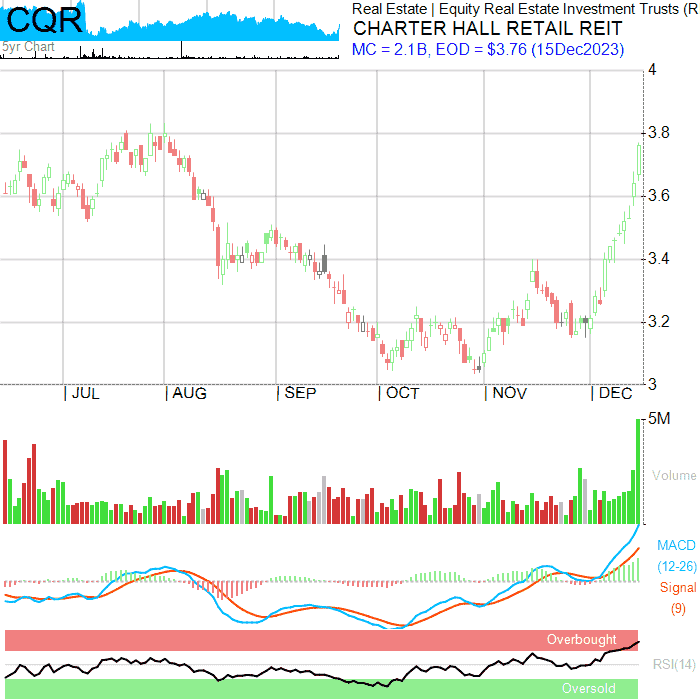 CQR
5yr Chart
Real Estate | Equity Real Estate Investment Trusts (R
CHARTER HALL RETAIL REIT
MC = 2.1B, EOD = $3.76 (15Dec2023)
4
3.8
3.6
3.4
3.2
3
| JUL | AUG | SEP | OCT | NOV | DEC
5M
Volume
MACD
(12-26)
Signal
(9)
Overbought
RSI(14)
Oversold